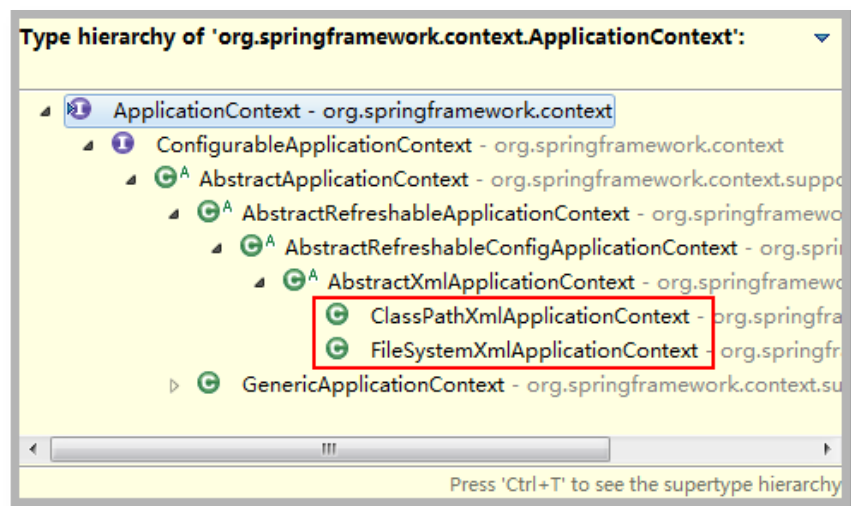 Type hierarchy of 'org.springframework.context.ApplicationContext':
ApplicationContext - org.springframework.context
ConfigurableApplicationContext - org.springframework.context
AbstractApplicationContext - org.springframework.context.suppo
AbstractRefreshableApplicationContext - org.springframewo
AbstractRefreshableConfigApplicationContext - org.spri
AbstractXmlApplicationContext - org.springframewo
ClassPathXmlApplicationContext - org.springfra
FileSystemXmlApplicationContext - org.springfr
GenericApplicationContext - org.springframework.context.su
Press 'Ctrl+T' to see the supertype hierarchy